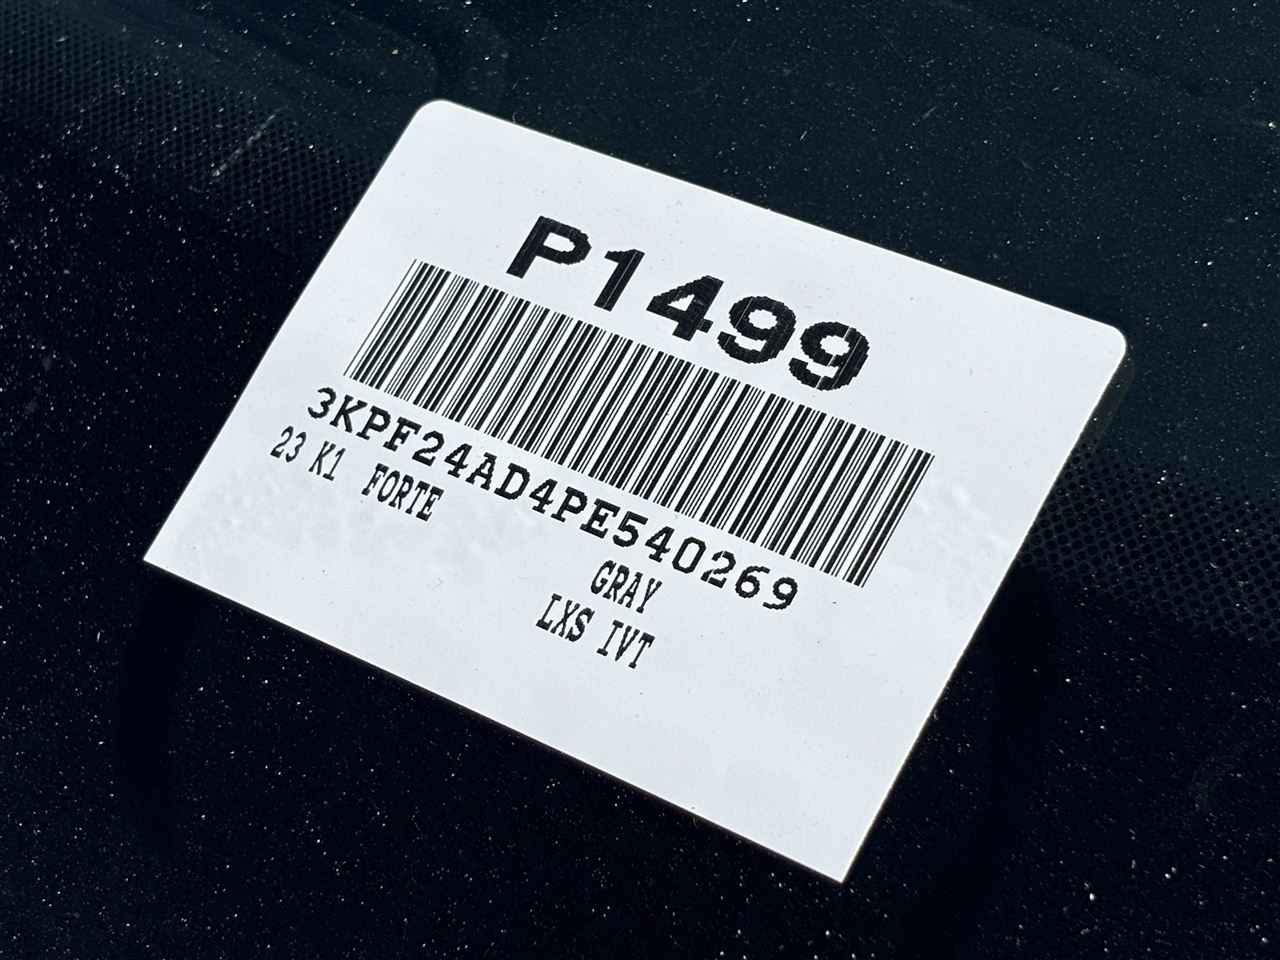 P1499
3KPF24AD4PE540269
23 K1 FORTE
GRAY
LXS IVT